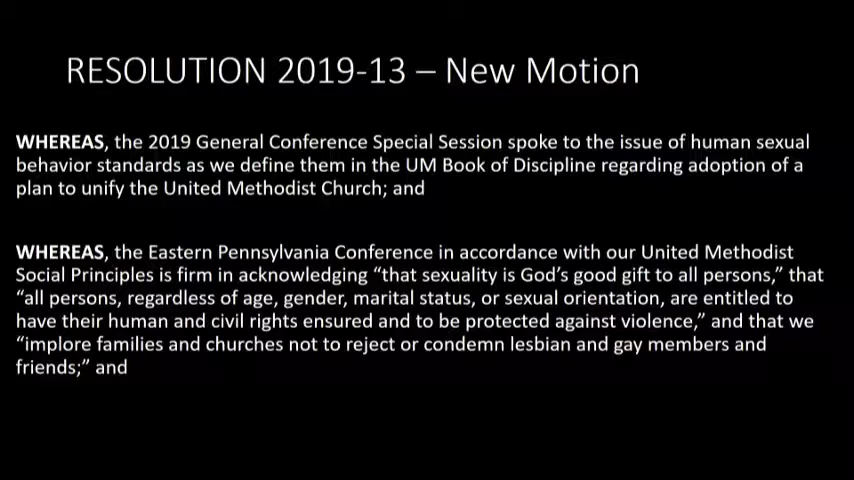 RESOLUTION 2019-13 – New Motion
WHEREAS, the 2019 General Conference Special Session spoke to the issue of human sexual
behavior standards as we define them in the UM Book of Discipline regarding adoption of a
plan to unify the United Methodist Church; and
WHEREAS, the Eastern Pennsylvania Conference in accordance with our United Methodist
Social Principles is firm in acknowledging “that sexuality is God’s good gift to all persons,” that
“all persons, regardless of age, gender, marital status, or sexual orientation, are entitled to
have their human and civil rights ensured and to be protected against violence,” and that we
“implore families and churches not to reject or condemn lesbian and gay members and
friends;” and